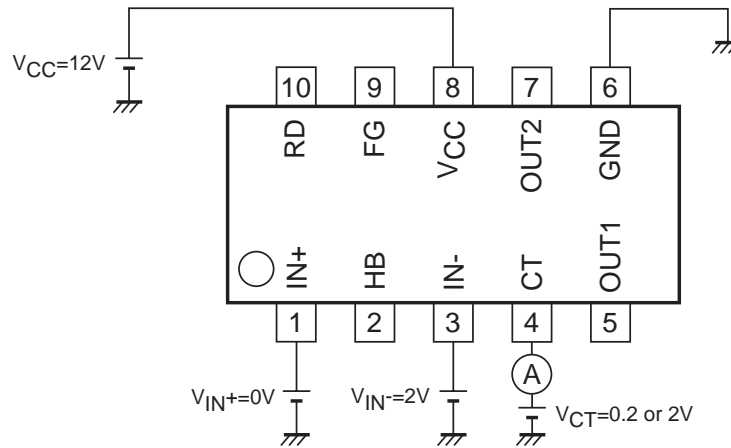 VCC=12V
10 9 8 7 6
RD FG VCC OUT2 GND
IN+ HB IN- CT OUT1
1 2 3 4 5
A
VIN+=0V VIN-=2V VCT=0.2 or 2V